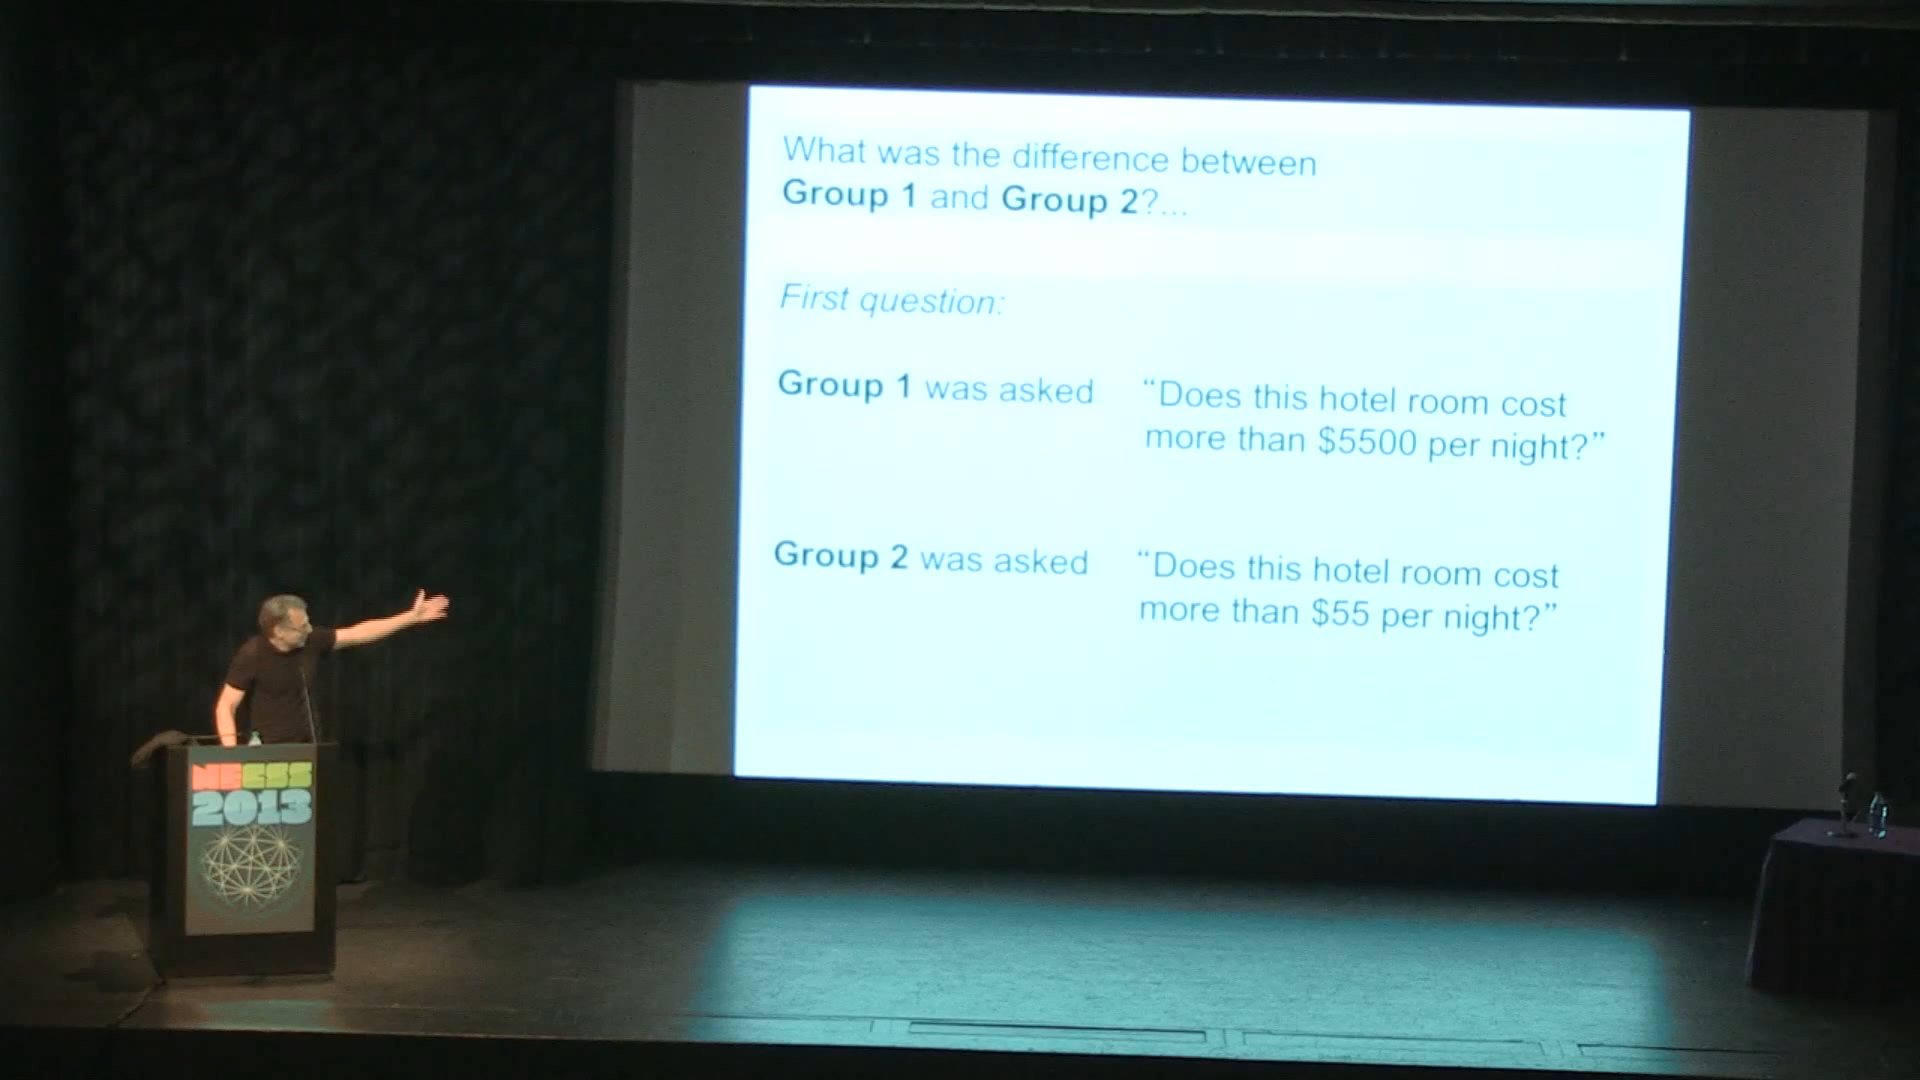 What was the difference between
Group 1 and Group 2?...
First question:
Group 1 was asked
“Does this hotel room cost
more than $5500 per night?”
Group 2 was asked
“Does this hotel room cost
more than $55 per night?”
NECSS
2013